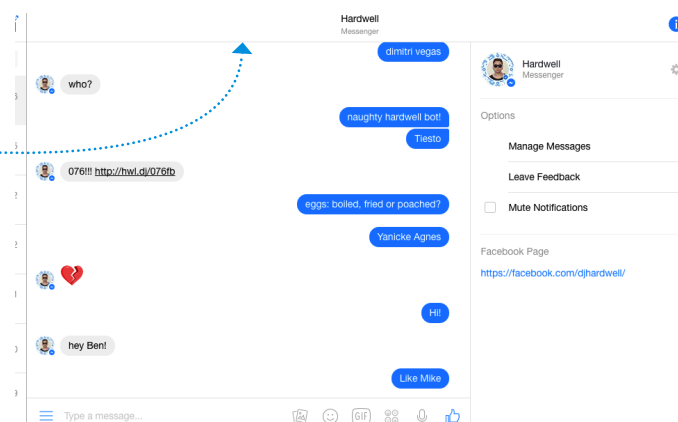 Hardwell
Messenger
dimitri vegas
who?
naughty hardwell bot!
Tiesto
076!!! http://hwl.dj/076fb
eggs: boiled, fried or poached?
Yanicke Agnes
Hi!
hey Ben!
Like Mike
Type a message...
GIF
Hardwell
Messenger
Options
Manage Messages
Leave Feedback
Mute Notifications
Facebook Page
https://facebook.com/djhardwell/